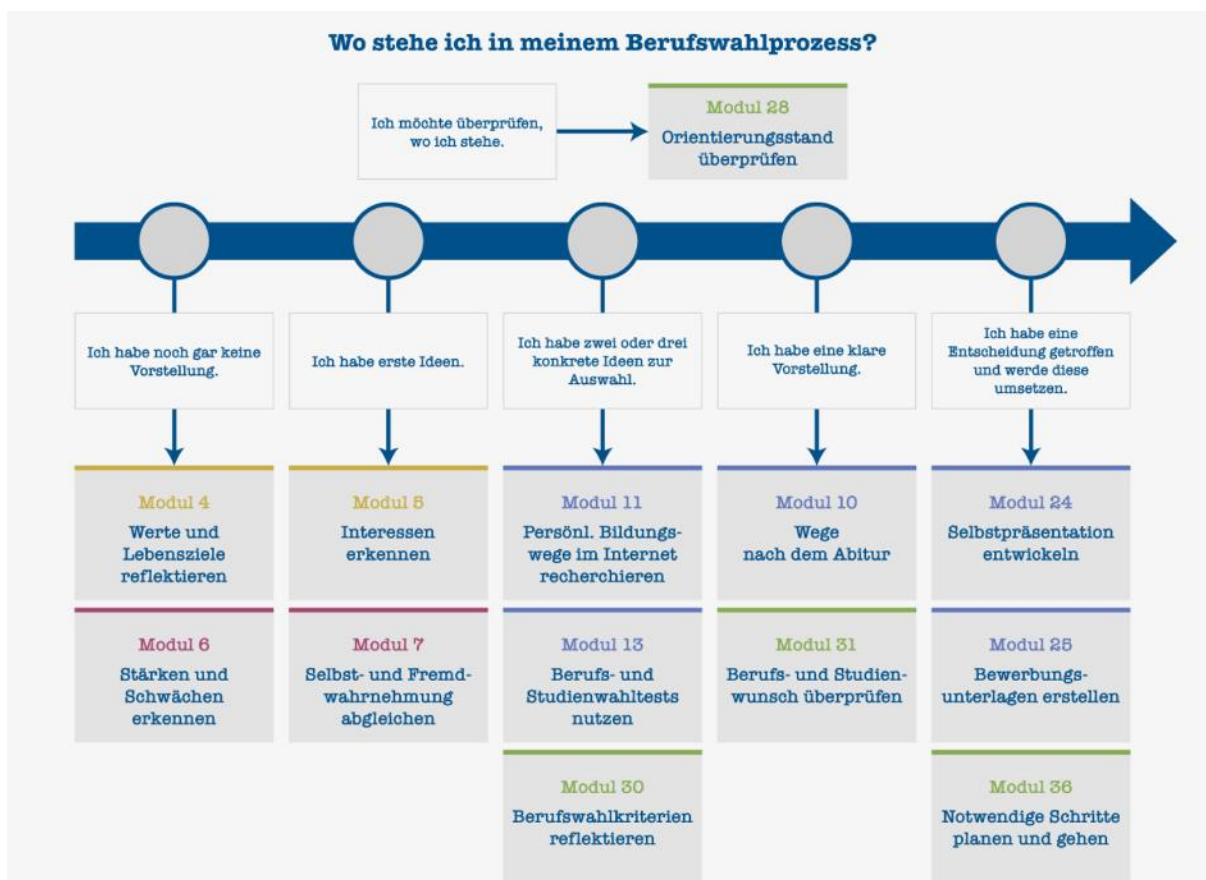 Wo stehe ich in meinem Berufswahlprozess?
Ich möchte überprüfen,
wo ich stehe.
Modul 28
Orientierungsstand
überprüfen
Ich habe noch gar keine
Vorstellung.
Ich habe erste Ideen.
Ich habe zwei oder drei
konkrete Ideen zur
Auswahl.
Ich habe eine klare
Vorstellung.
Ich habe eine
Entscheidung getroffen
und werde diese
umsetzen.
Modul 4
Werte und
Lebensziele
reflektieren
Modul 5
Interessen
erkennen
Modul 11
Persönl. Bildungs-
wege im Internet
recherchieren
Modul 10
Wege
nach dem Abitur
Modul 24
Selbstpräsentation
entwickeln
Modul 6
Stärken und
Schwächen
erkennen
Modul 7
Selbst- und Fremd-
wahrnehmung
abgleichen
Modul 13
Berufs- und
Studienwahltests
nutzen
Modul 31
Berufs- und Studien-
wunsch überprüfen
Modul 25
Bewerbungs-
unterlagen erstellen
Modul 30
Berufswahlkriterien
reflektieren
Modul 36
Notwendige Schritte
planen und gehen